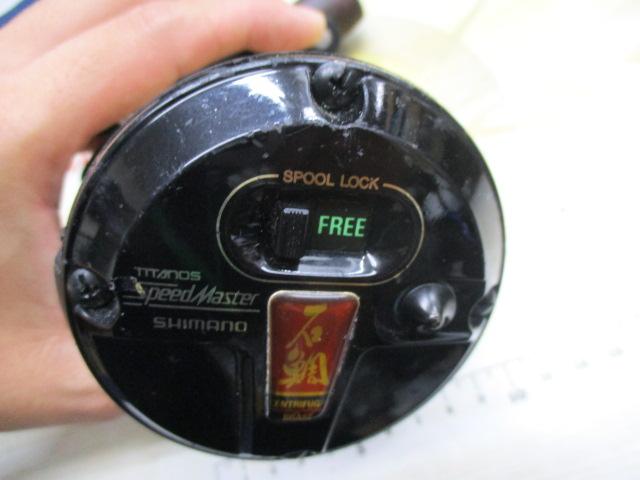 SPOOL LOCK
FREE
TITANOS
SpeedMaster
SHIMANO
石鯛